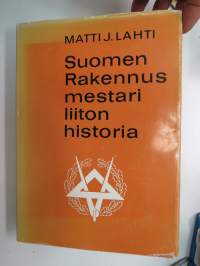 MATTI J. LAHTI
Suomen
Rakennus
mestari
liiton
historia